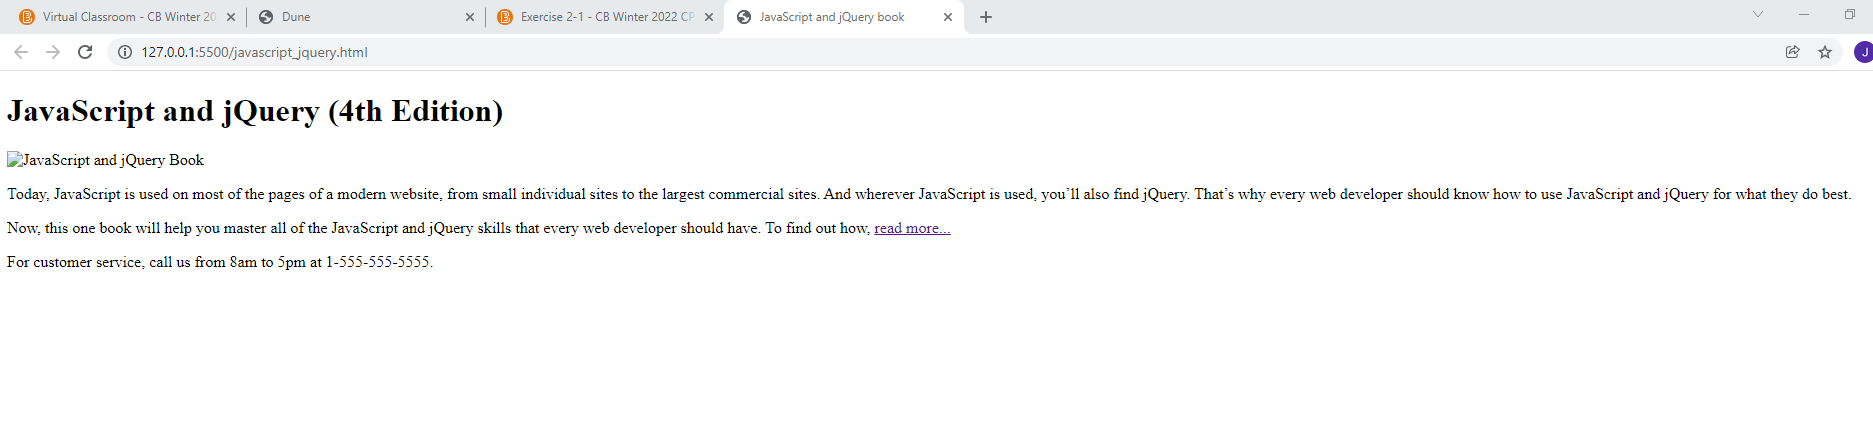 Virtual Classroom - CB Winter 20
Dune
Exercise 2-1 - CB Winter 2022 CP
JavaScript and jQuery book
127.0.0.1:5500/javascript_jquery.html
J
JavaScript and jQuery (4th Edition)
JavaScript and jQuery Book
Today, JavaScript is used on most of the pages of a modern website, from small individual sites to the largest commercial sites. And wherever JavaScript is used, you’ll also find jQuery. That’s why every web developer should know how to use JavaScript and jQuery for what they do best.
Now, this one book will help you master all of the JavaScript and jQuery skills that every web developer should have. To find out how, read more...
For customer service, call us from 8am to 5pm at 1-555-555-5555.